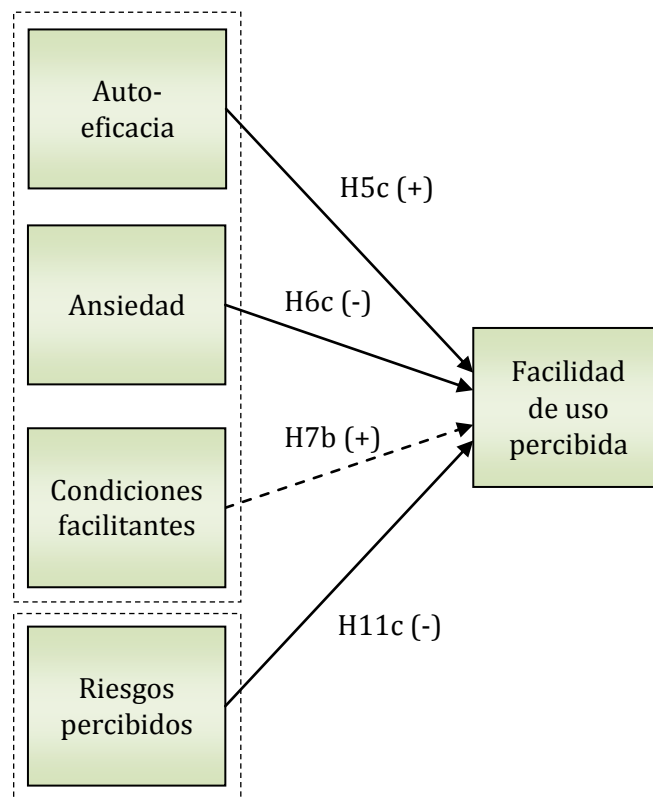 Auto-
eficacia
H5c (+)
Ansiedad
H6c (-)
Facilidad
de uso
percibida
H7b (+)
Condiciones
facilitantes
H11c (-)
Riesgos
percibidos